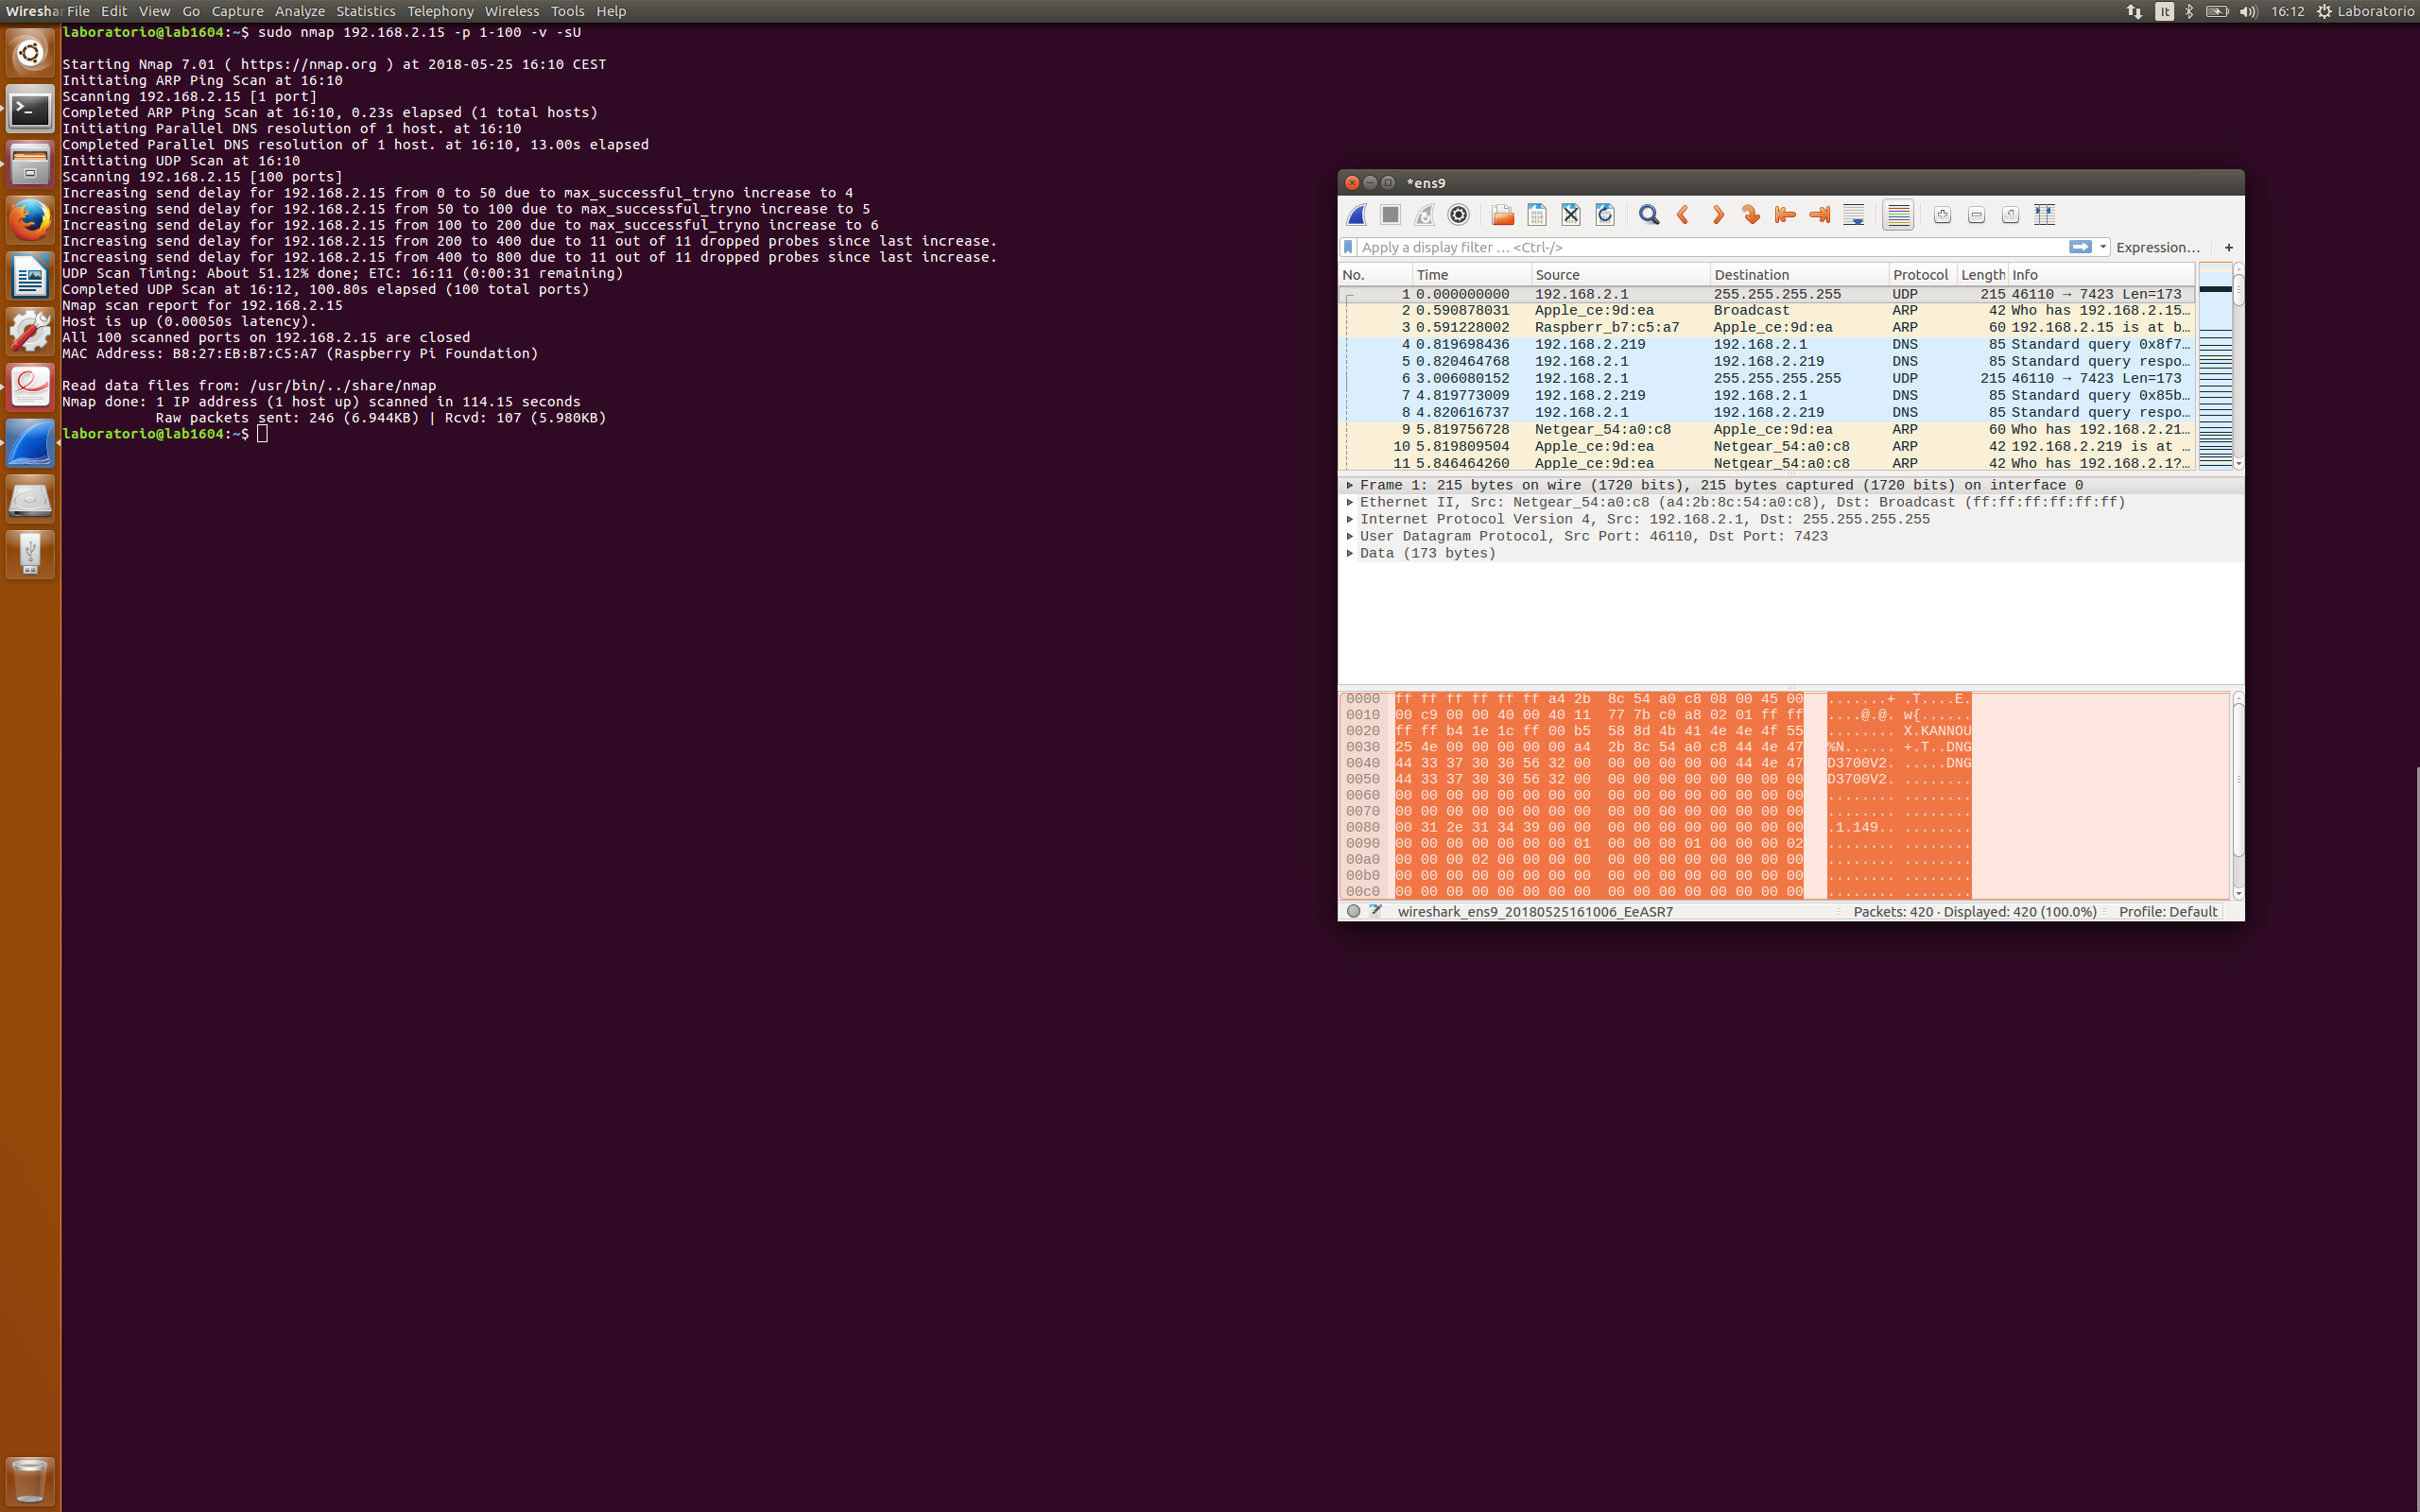 Wiresha File Edit View Go Capture Analyze Statistics Telephony Wireless Tools Help
It 16:12 Laboratorio
laboratorio@lab1604:~$ sudo nmap 192.168.2.15 -p 1-100 -v -sU
Starting Nmap 7.01 ( https://nmap.org ) at 2018-05-25 16:10 CEST
Initiating ARP Ping Scan at 16:10
Scanning 192.168.2.15 [1 port]
Completed ARP Ping Scan at 16:10, 0.23s elapsed (1 total hosts)
Initiating Parallel DNS resolution of 1 host. at 16:10
Completed Parallel DNS resolution of 1 host. at 16:10, 13.00s elapsed
Initiating UDP Scan at 16:10
Scanning 192.168.2.15 [100 ports]
Increasing send delay for 192.168.2.15 from 0 to 50 due to max_successful_tryno increase to 4
Increasing send delay for 192.168.2.15 from 50 to 100 due to max_successful_tryno increase to 5
Increasing send delay for 192.168.2.15 from 100 to 200 due to max_successful_tryno increase to 6
Increasing send delay for 192.168.2.15 from 200 to 400 due to 11 out of 11 dropped probes since last increase.
Increasing send delay for 192.168.2.15 from 400 to 800 due to 11 out of 11 dropped probes since last increase.
UDP Scan Timing: About 51.12% done; ETC: 16:11 (0:00:31 remaining)
Completed UDP Scan at 16:12, 100.80s elapsed (100 total ports)
Nmap scan report for 192.168.2.15
Host is up (0.00050s latency).
All 100 scanned ports on 192.168.2.15 are closed
MAC Address: B8:27:EB:B7:C5:A7 (Raspberry Pi Foundation)
Read data files from: /usr/bin/../share/nmap
Nmap done: 1 IP address (1 host up) scanned in 114.15 seconds
Raw packets sent: 246 (6.944KB) | Rcvd: 107 (5.980KB)
laboratorio@lab1604:~$
*ens9
Apply a display filter … <Ctrl-/> Expression… +
No. Time Source Destination Protocol Length Info
1 0.000000000 192.168.2.1 255.255.255.255 UDP 215 46110 → 7423 Len=173
2 0.590878031 Apple_ce:9d:ea Broadcast ARP 42 Who has 192.168.2.15…
3 0.591228002 Raspberr_b7:c5:a7 Apple_ce:9d:ea ARP 60 192.168.2.15 is at b…
4 0.819698436 192.168.2.219 192.168.2.1 DNS 85 Standard query 0x8f7…
5 0.820464768 192.168.2.1 192.168.2.219 DNS 85 Standard query respo…
6 3.006080152 192.168.2.1 255.255.255.255 UDP 215 46110 → 7423 Len=173
7 4.819773009 192.168.2.219 192.168.2.1 DNS 85 Standard query 0x85b…
8 4.820616737 192.168.2.1 192.168.2.219 DNS 85 Standard query respo…
9 5.819756728 Netgear_54:a0:c8 Apple_ce:9d:ea ARP 60 Who has 192.168.2.21…
10 5.819809504 Apple_ce:9d:ea Netgear_54:a0:c8 ARP 42 192.168.2.219 is at …
11 5.846464260 Apple_ce:9d:ea Netgear_54:a0:c8 ARP 42 Who has 192.168.2.1?…
Frame 1: 215 bytes on wire (1720 bits), 215 bytes captured (1720 bits) on interface 0
Ethernet II, Src: Netgear_54:a0:c8 (a4:2b:8c:54:a0:c8), Dst: Broadcast (ff:ff:ff:ff:ff:ff)
Internet Protocol Version 4, Src: 192.168.2.1, Dst: 255.255.255.255
User Datagram Protocol, Src Port: 46110, Dst Port: 7423
Data (173 bytes)
0000 ff ff ff ff ff ff a4 2b 8c 54 a0 c8 08 00 45 00 .......+ .T....E.
0010 00 c9 00 00 40 00 40 11 77 7b c0 a8 02 01 ff ff ....@.@. w{......
0020 ff ff b4 1e 1c ff 00 b5 58 8d 4b 41 4e 4e 4f 55 ........ X.KANNOU
0030 25 4e 00 00 00 00 00 a4 2b 8c 54 a0 c8 44 4e 47 %N...... +.T..DNG
0040 44 33 37 30 30 56 32 00 00 00 00 00 00 44 4e 47 D3700V2. .....DNG
0050 44 33 37 30 30 56 32 00 00 00 00 00 00 00 00 00 D3700V2. ........
0060 00 00 00 00 00 00 00 00 00 00 00 00 00 00 00 00 ........ ........
0070 00 00 00 00 00 00 00 00 00 00 00 00 00 00 00 00 ........ ........
0080 00 31 2e 31 34 39 00 00 00 00 00 00 00 00 00 00 .1.149.. ........
0090 00 00 00 00 00 00 00 01 00 00 00 01 00 00 00 02 ........ ........
00a0 00 00 00 02 00 00 00 00 00 00 00 00 00 00 00 00 ........ ........
00b0 00 00 00 00 00 00 00 00 00 00 00 00 00 00 00 00 ........ ........
00c0 00 00 00 00 00 00 00 00 00 00 00 00 00 00 00 00 ........ ........
wireshark_ens9_20180525161006_EeASR7 Packets: 420 · Displayed: 420 (100.0%) Profile: Default